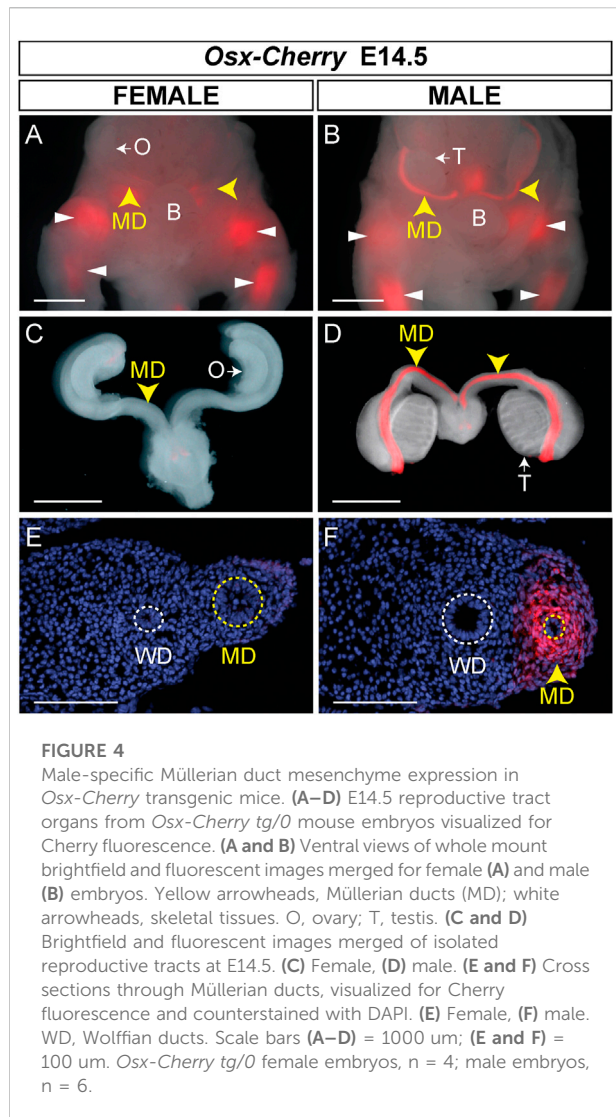 Osx-Cherry E14.5
FEMALE
MALE
A
O
MD
B
B
T
MD
B
C
MD
O
D
MD
T
E
WD
MD
F
WD
MD
FIGURE 4
Male-specific Müllerian duct mesenchyme expression in
Osx-Cherry transgenic mice. (A–D) E14.5 reproductive tract
organs from Osx-Cherry tg/0 mouse embryos visualized for
Cherry fluorescence. (A and B) Ventral views of whole mount
brightfield and fluorescent images merged for female (A) and male
(B) embryos. Yellow arrowheads, Müllerian ducts (MD); white
arrowheads, skeletal tissues. O, ovary; T, testis. (C and D)
Brightfield and fluorescent images merged of isolated
reproductive tracts at E14.5. (C) Female, (D) male. (E and F) Cross
sections through Müllerian ducts, visualized for Cherry
fluorescence and counterstained with DAPI. (E) Female, (F) male.
WD, Wolffian ducts. Scale bars (A–D) = 1000 um; (E and F) =
100 um. Osx-Cherry tg/0 female embryos, n = 4; male embryos,
n = 6.